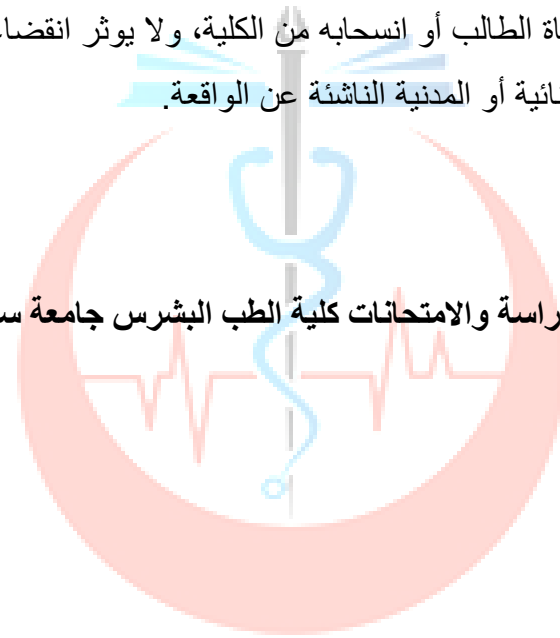 اة الطالب أو انسحابه من الكلية، ولا يوثر انقضا
ائية أو المدنية الناشئة عن الواقعة.
راسة والامتحانات كلية الطب البشرس جامعة س